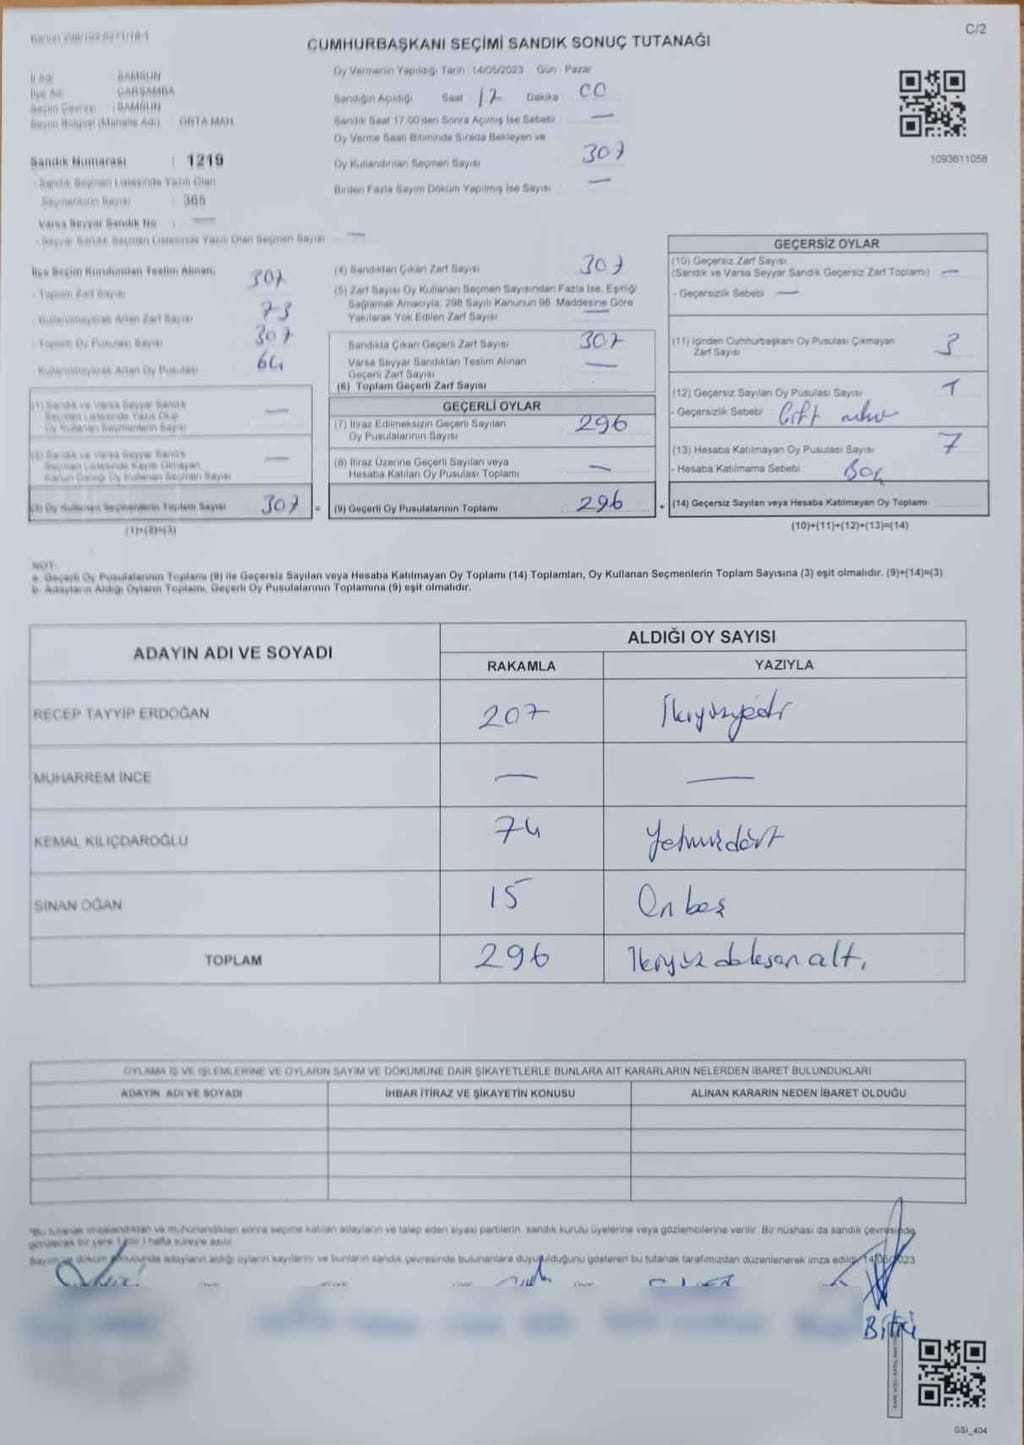 C/2
CUMHURBAŞKANI SEÇİMİ SANDIK SONUÇ TUTANAĞI
İl Adı : SAMSUN
İlçe Adı : ÇARŞAMBA
Seçim Çevresi : SAMSUN
Seçim Bölgesi (Mahalle Adı) : ORTA MAH.
Sandık Numarası : 1219
- Sandık Seçmen Listesinde Yazılı Olan
Seçmenlerin Sayısı : 365
Varsa Seyyar Sandık No : —
- Seyyar Sandık Seçmen Listesinde Yazılı Olan Seçmen Sayısı —
Oy Vermenin Yapıldığı Tarih : 14/05/2023 Gün : Pazar
Sandığın Açıldığı Saat 17 Dakika 00
Sandık Saat 17.00'den Sonra Açılmış İse Sebebi —
Oy Verme Saati Bitiminde Sırada Bekleyen ve
Oy Kullandırılan Seçmen Sayısı 307
Birden Fazla Sayım Döküm Yapılmış İse Sayısı —
1093611058
İlçe Seçim Kurulundan Teslim Alınan;
- Toplam Zarf Sayısı 307
- Kullanılmayarak Artan Zarf Sayısı 73
- Toplam Oy Pusulası Sayısı 307
- Kullanılmayarak Artan Oy Pusulası 64
(1) Sandık ve Varsa Seyyar Sandık
Seçmen Listesinde Yazılı Olup
Oy Kullanan Seçmenlerin Sayısı —
(2) Sandık ve Varsa Seyyar Sandık
Seçmen Listesinde Kaydı Olmayan
Kanun Gereği Oy Kullanan Seçmen Sayısı —
(3) Oy Kullanan Seçmenlerin Toplam Sayısı 307 =
(1)+(2)=(3)
(4) Sandıktan Çıkan Zarf Sayısı 307
(5) Zarf Sayısı Oy Kullanan Seçmen Sayısından Fazla İse, Eşitliği
Sağlamak Amacıyla; 298 Sayılı Kanunun 98. Maddesine Göre
Yakılarak Yok Edilen Zarf Sayısı —
Sandıkta Çıkan Geçerli Zarf Sayısı 307
Varsa Seyyar Sandıktan Teslim Alınan
Geçerli Zarf Sayısı —
(6) Toplam Geçerli Zarf Sayısı
GEÇERLİ OYLAR
(7) İtiraz Edilmeksizin Geçerli Sayılan
Oy Pusulalarının Sayısı 296
(8) İtiraz Üzerine Geçerli Sayılan veya
Hesaba Katılan Oy Pusulası Toplamı —
(9) Geçerli Oy Pusulalarının Toplamı 296 +
GEÇERSİZ OYLAR
(10) Geçersiz Zarf Sayısı
(Sandık ve Varsa Seyyar Sandık Geçersiz Zarf Toplamı) —
- Geçersizlik Sebebi —
(11) İçinden Cumhurbaşkanı Oy Pusulası Çıkmayan
Zarf Sayısı 3
(12) Geçersiz Sayılan Oy Pusulası Sayısı 1
- Geçersizlik Sebebi Çift
(13) Hesaba Katılmayan Oy Pusulası Sayısı 7
- Hesaba Katılmama Sebebi Boş
(14) Geçersiz Sayılan veya Hesaba Katılmayan Oy Toplamı
(10)+(11)+(12)+(13)=(14)
NOT:
a- Geçerli Oy Pusulalarının Toplamı (9) ile Geçersiz Sayılan veya Hesaba Katılmayan Oy Toplamı (14) Toplamları, Oy Kullanan Seçmenlerin Toplam Sayısına (3) eşit olmalıdır. (9)+(14)=(3)
b- Adayların Aldığı Oyların Toplamı, Geçerli Oy Pusulalarının Toplamına (9) eşit olmalıdır.
ADAYIN ADI VE SOYADI
ALDIĞI OY SAYISI
RAKAMLA YAZIYLA
RECEP TAYYİP ERDOĞAN 207 İkiyüzyedi
MUHARREM İNCE — —
KEMAL KILIÇDAROĞLU 74 Yetmişdört
SİNAN OĞAN 15 On beş
TOPLAM 296 İkiyüz doksan altı
OYLAMA İŞ VE İŞLEMLERİNE VE OYLARIN SAYIM VE DÖKÜMÜNE DAİR ŞİKAYETLERLE BUNLARA AİT KARARLARIN NELERDEN İBARET BULUNDUKLARI
ADAYIN ADI VE SOYADI İHBAR İTİRAZ VE ŞİKAYETİN KONUSU ALINAN KARARIN NEDEN İBARET OLDUĞU
"Bu tutanak imzalandıktan ve mühürlendikten sonra seçime katılan adayların ve talep eden siyasi partilerin sandık kurulu üyelerine veya gözlemcilerine verilir. Bir nüshası da sandık çevresinde
görülecek bir yere 1 (bir) hafta süreyle asılır.
Sayım ve döküm sonucunda adayların aldığı oyların sayılarını ve bunların sandık çevresinde bulunanlara duyurulduğunu gösteren bu tutanak tarafımızdan düzenlenerek imza edildi. 14/05/2023
GSI_404